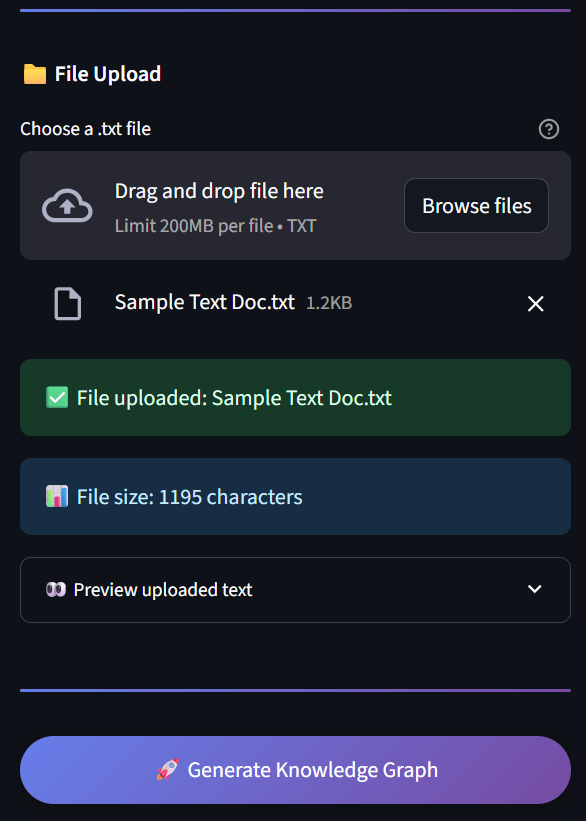 📁 File Upload
Choose a .txt file
Drag and drop file here
Limit 200MB per file • TXT
Browse files
Sample Text Doc.txt 1.2KB
✅ File uploaded: Sample Text Doc.txt
📊 File size: 1195 characters
👀 Preview uploaded text
🚀 Generate Knowledge Graph